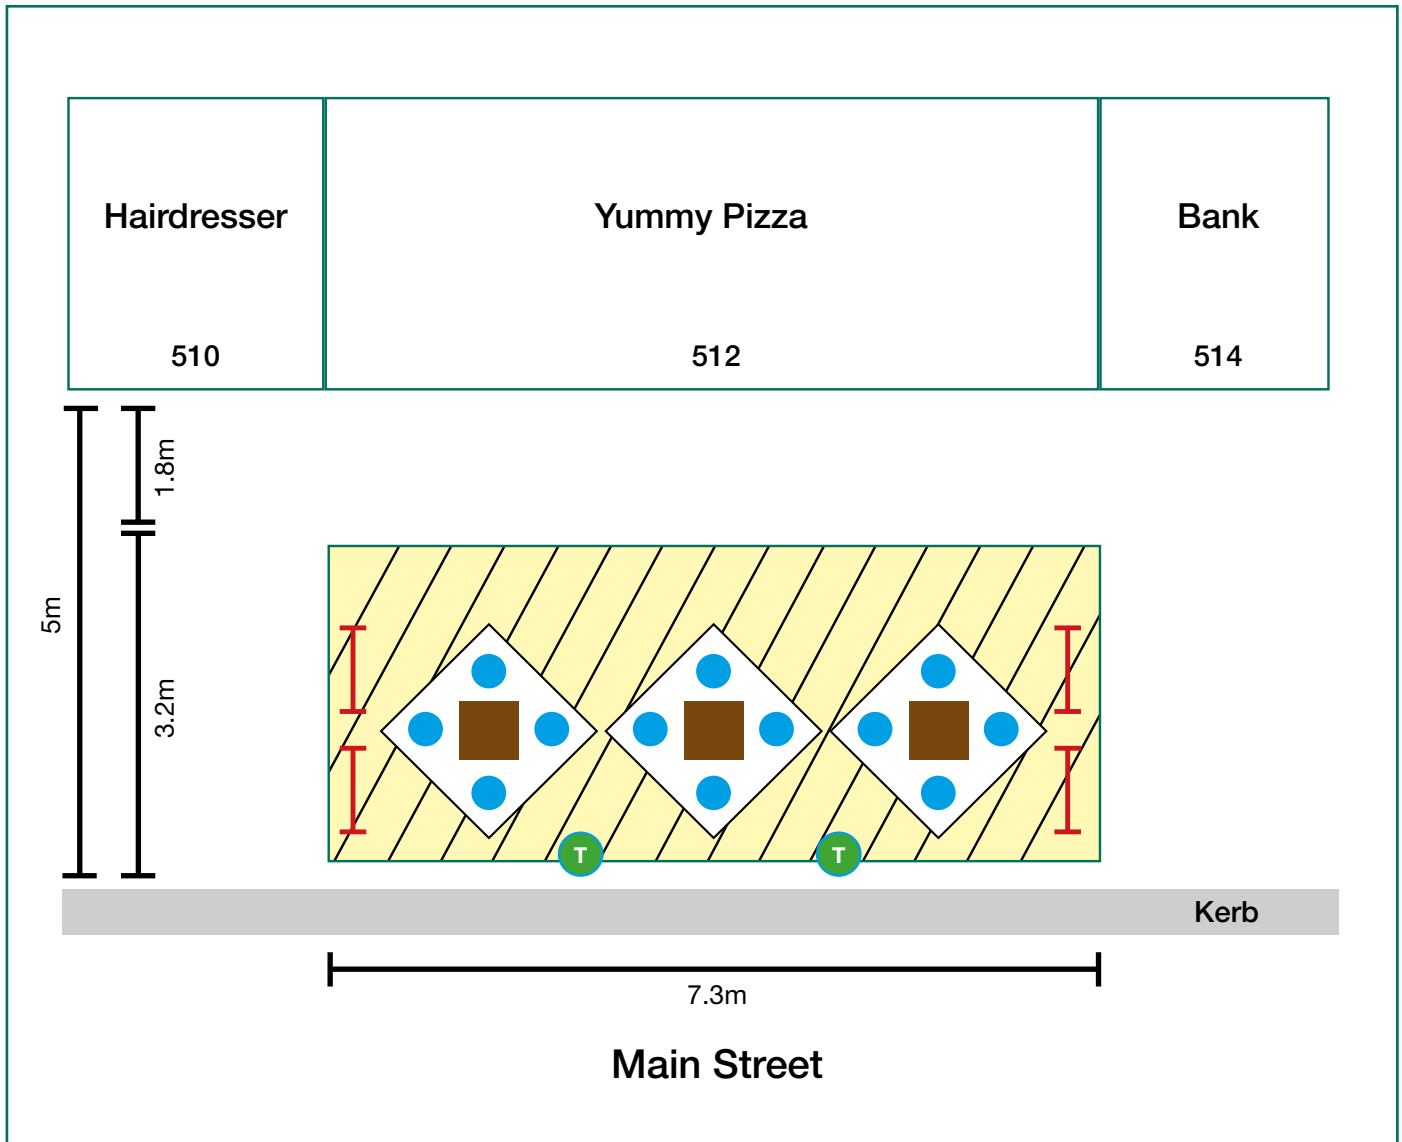 Hairdresser
Yummy Pizza
Bank
510
512
514
1.8m
5m
3.2m
T
T
Kerb
7.3m
Main Street